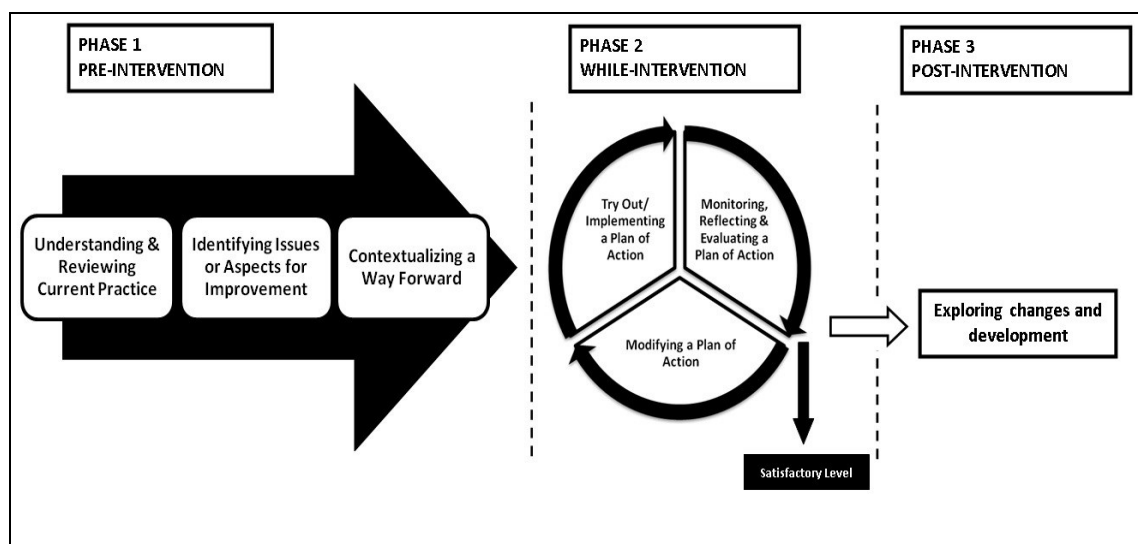 PHASE 1
PRE-INTERVENTION
PHASE 2
WHILE-INTERVENTION
PHASE 3
POST-INTERVENTION
Understanding &
Reviewing
Current Practice
Identifying Issues
or Aspects for
Improvement
Contextualizing a
Way Forward
Try Out/
Implementing
a Plan of
Action
Monitoring,
Reflecting &
Evaluating a
Plan of Action
Modifying a Plan of
Action
Exploring changes and
development
Satisfactory Level